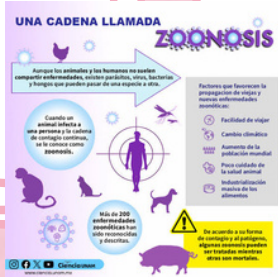 UNA CADENA LLAMADA
ZOONOSIS
Aunque los animales y los humanos no suelen
compartir enfermedades, existen parásitos, virus, bacterias
y hongos que pueden pasar de una especie a otra.
Factores que favorecen la
propagación de viejas y
nuevas enfermedades
zoonóticas:
Cuando un
animal infecta a
una persona y la cadena
de contagio continúa,
se le conoce como
zoonosis.
Facilidad de viajar
Cambio climático
Aumento de la
población mundial
Poco cuidado de
la salud animal
Industrialización
masiva de los
alimentos
Más de 200
enfermedades
zoonóticas han
sido reconocidas
y descritas.
De acuerdo a su forma
de contagio y al patógeno,
algunas zoonosis pueden
ser tratadas mientras
otras son mortales.
Cienciaunam
www.ciencia.unam.mx